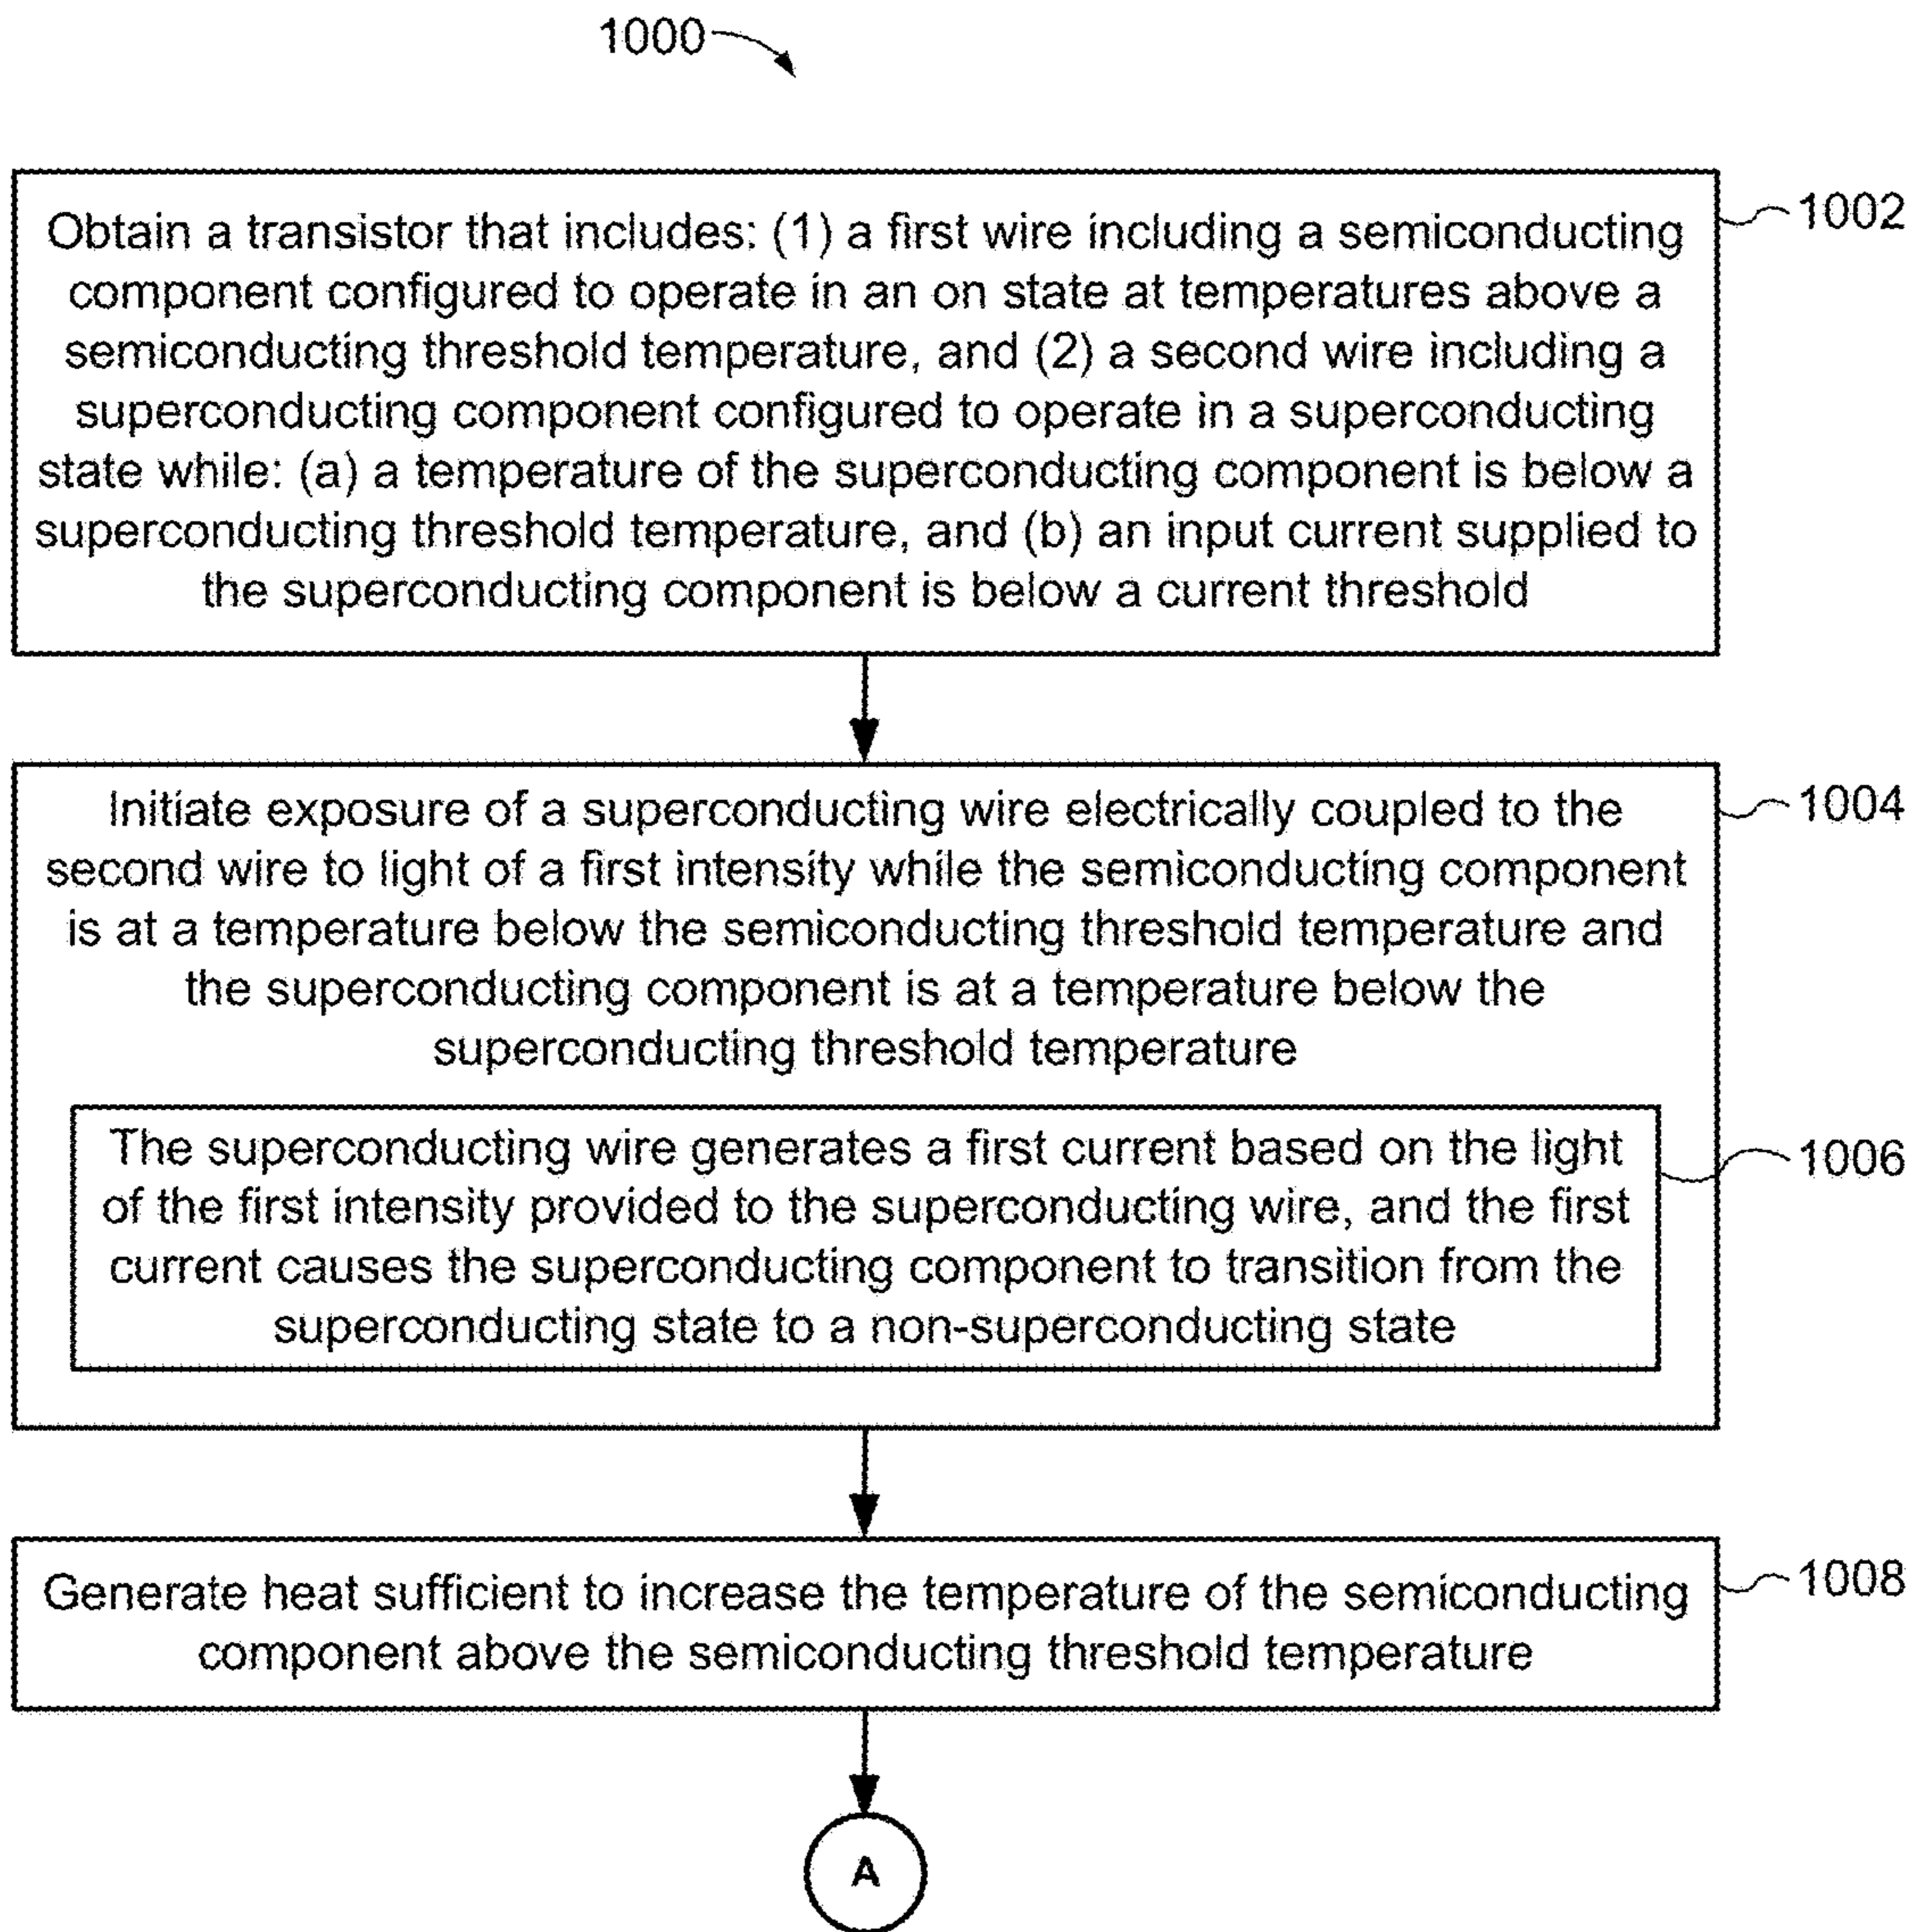 1000
Obtain a transistor that includes: (1) a first wire including a semiconducting
component configured to operate in an on state at temperatures above a
semiconducting threshold temperature, and (2) a second wire including a
superconducting component configured to operate in a superconducting
state while: (a) a temperature of the superconducting component is below a
superconducting threshold temperature, and (b) an input current supplied to
the superconducting component is below a current threshold
1002
Initiate exposure of a superconducting wire electrically coupled to the
second wire to light of a first intensity while the semiconducting component
is at a temperature below the semiconducting threshold temperature and
the superconducting component is at a temperature below the
superconducting threshold temperature
1004
The superconducting wire generates a first current based on the light
of the first intensity provided to the superconducting wire, and the first
current causes the superconducting component to transition from the
superconducting state to a non-superconducting state
1006
Generate heat sufficient to increase the temperature of the semiconducting
component above the semiconducting threshold temperature
1008
A